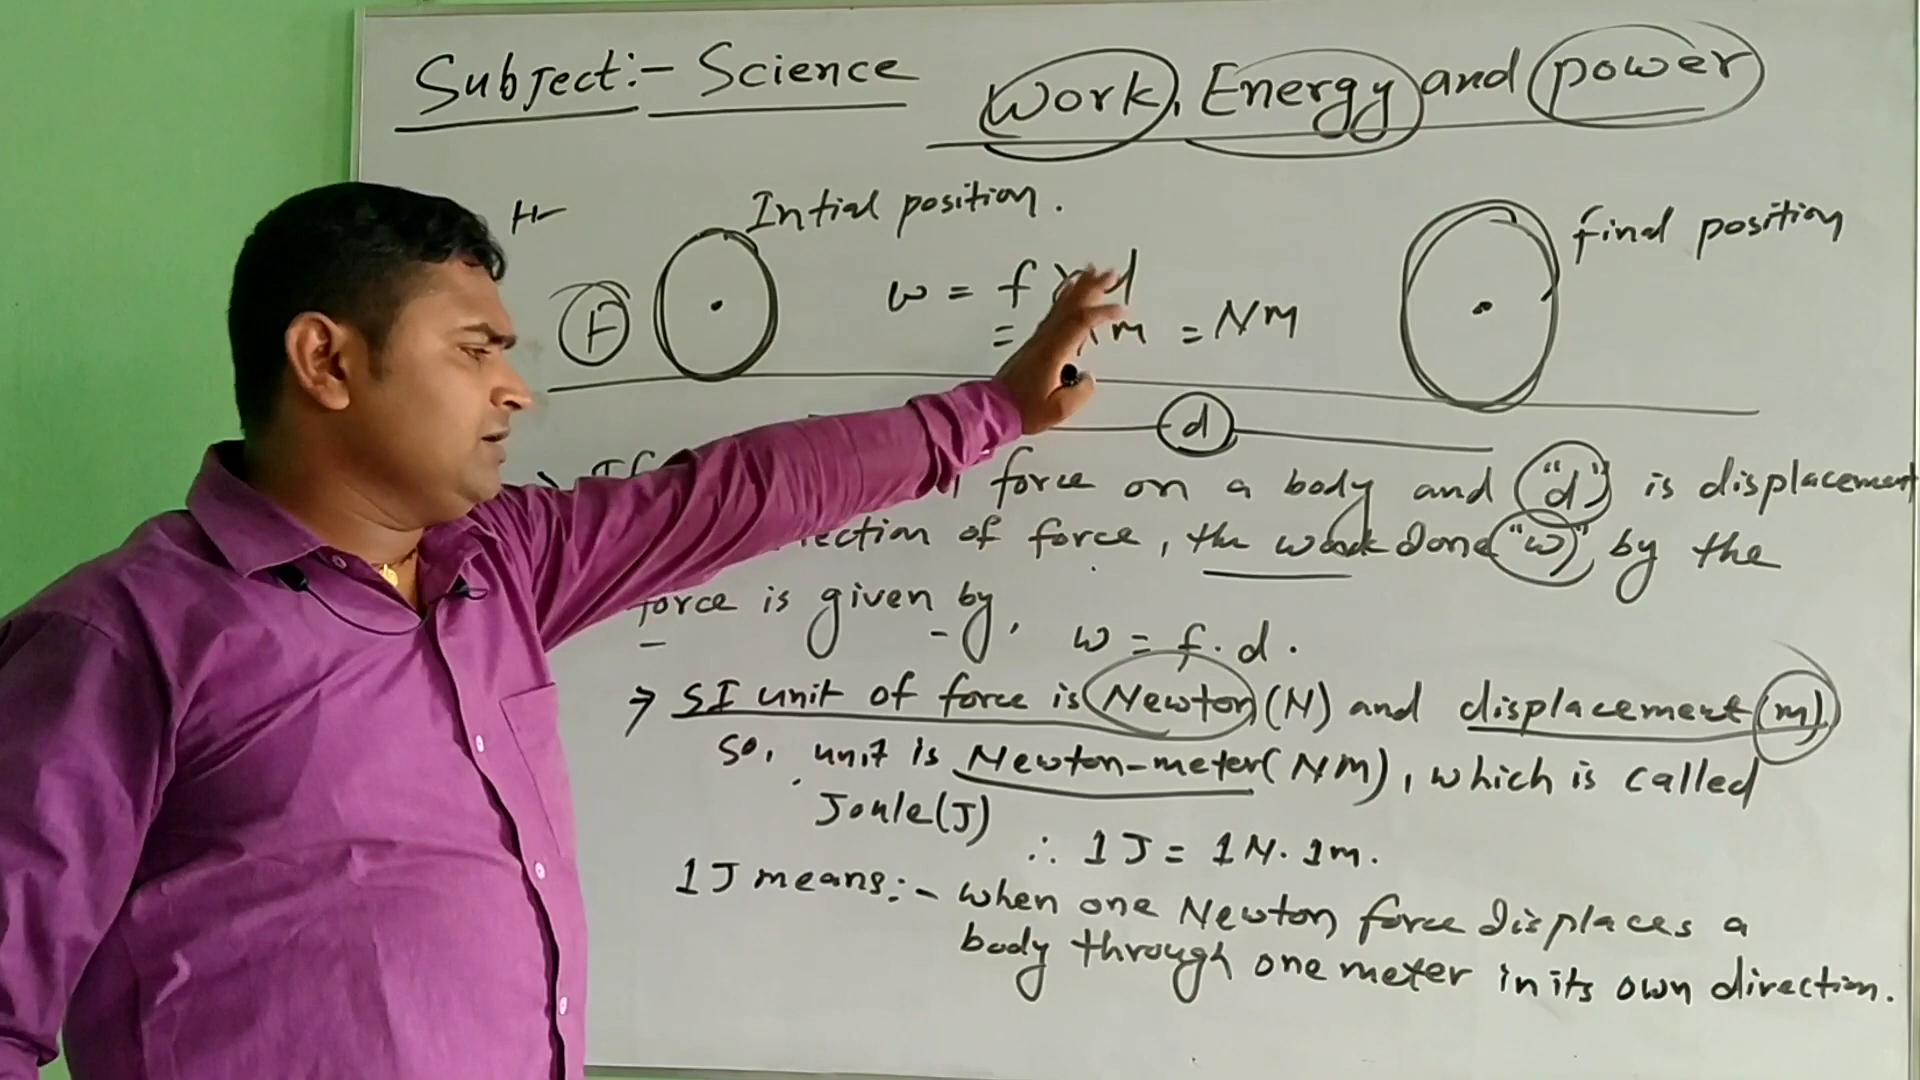 Subject:- Science
Work, Energy and power
Intial position.
final position
F
w = f × d
= m = Nm
d
If force on a body and "d" is displacement
of force, the work done "w" by the
force is given by,
w = f. d.
→ SI unit of force is Newton (N) and displacement (m)
So, unit is Newton-meter(Nm), which is called
Joule(J)
∴ 1J = 1N. 1m.
1J means:- when one Newton force displaces a
body through one meter in its own direction.